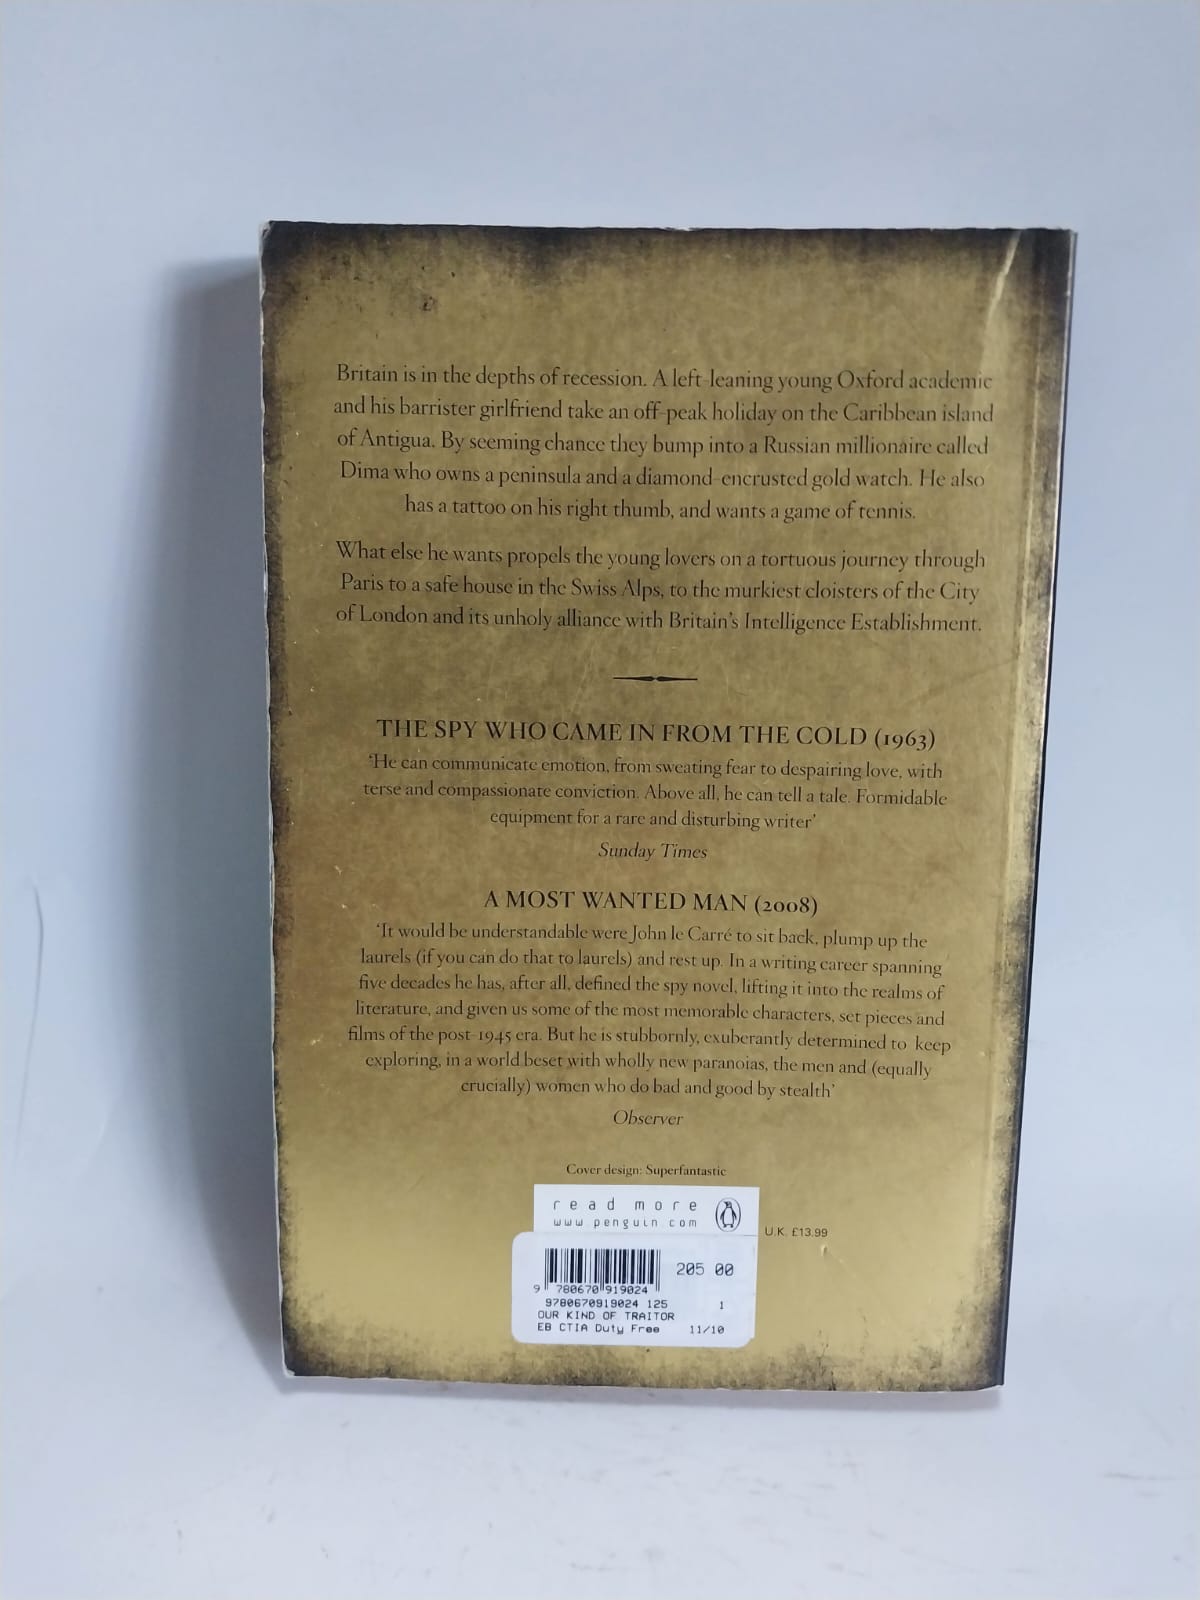 Britain is in the depths of recession. A left-leaning young Oxford academic
and his barrister girlfriend take an off-peak holiday on the Caribbean island
of Antigua. By seeming chance they bump into a Russian millionaire called
Dima who owns a peninsula and a diamond-encrusted gold watch. He also
has a tattoo on his right thumb, and wants a game of tennis.
What else he wants propels the young lovers on a tortuous journey through
Paris to a safe house in the Swiss Alps, to the murkiest cloisters of the City
of London and its unholy alliance with Britain's Intelligence Establishment.
THE SPY WHO CAME IN FROM THE COLD (1963)
'He can communicate emotion, from sweating fear to despairing love, with
terse and compassionate conviction. Above all, he can tell a tale. Formidable
equipment for a rare and disturbing writer'
Sunday Times
A MOST WANTED MAN (2008)
'It would be understandable were John le Carré to sit back, plump up the
laurels (if you can do that to laurels) and rest up. In a writing career spanning
five decades he has, after all, defined the spy novel, lifting it into the realms of
literature, and given us some of the most memorable characters, set pieces and
films of the post-1945 era. But he is stubbornly, exuberantly determined to keep
exploring, in a world beset with wholly new paranoias, the men and (equally
crucially) women who do bad and good by stealth'
Observer
Cover design: Superfantastic
read more
www.penguin.com
U.K. £13.99
205 00
9 780670 919024
9780670919024 125 1
OUR KIND OF TRAITOR
EB CTIA Duty Free 11/10